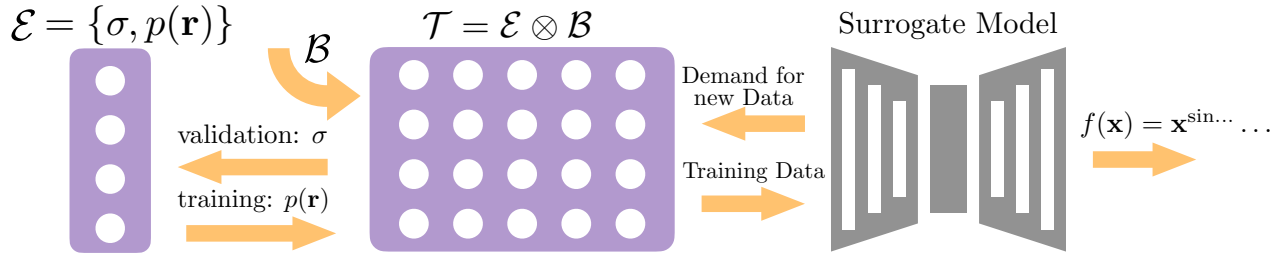 ℰ = {σ, p(𝐫)}
ℬ
𝒯 = ℰ ⊗ ℬ
Surrogate Model
validation: σ
training: p(𝐫)
Demand for
new Data
Training Data
f(𝐱) = 𝐱^sin... ...